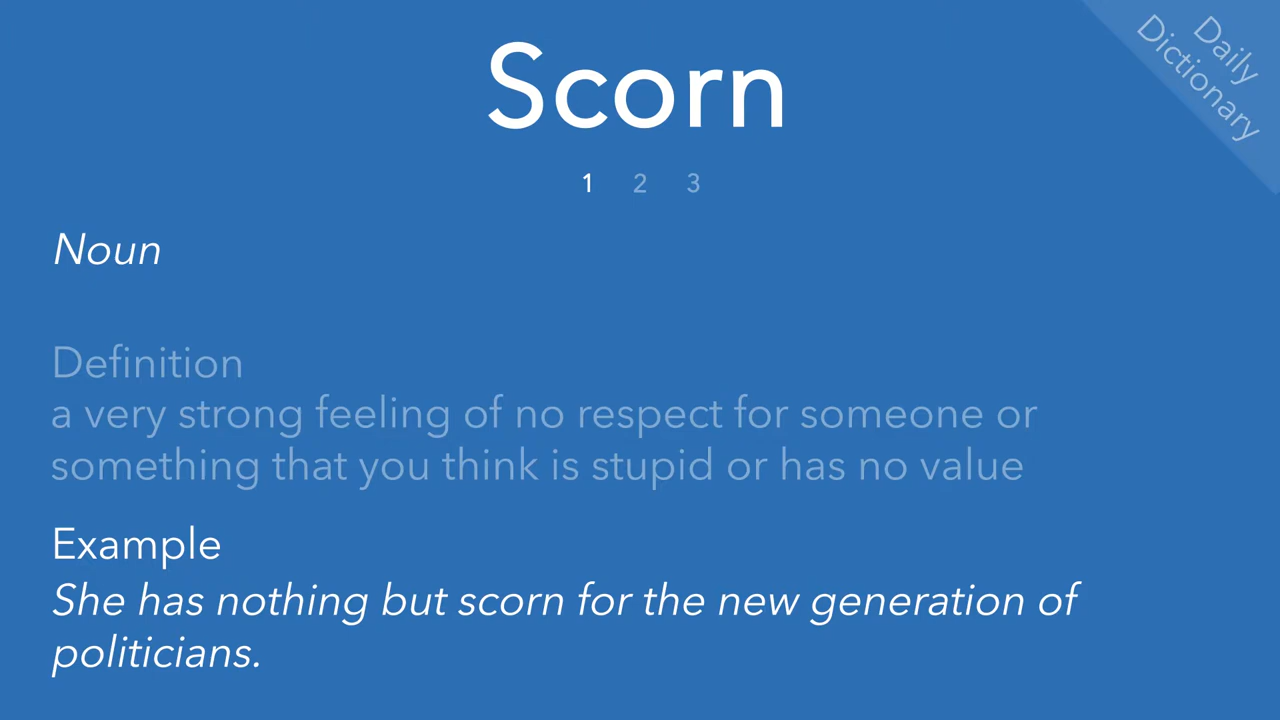 Scorn
Daily
Dictionary
1 2 3
Noun
Definition
a very strong feeling of no respect for someone or
something that you think is stupid or has no value
Example
She has nothing but scorn for the new generation of
politicians.